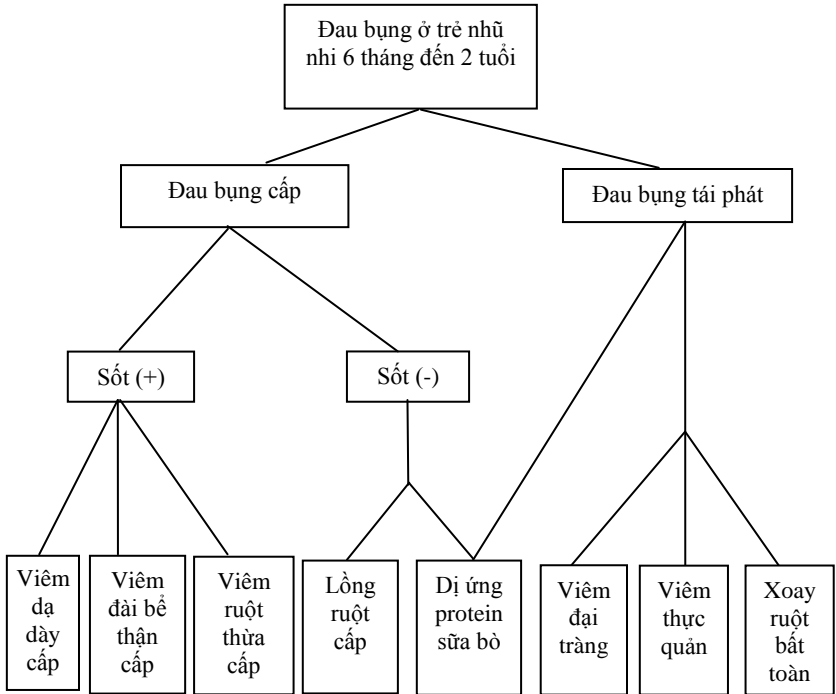 Đau bụng ở trẻ nhũ
nhi 6 tháng đến 2 tuổi
Đau bụng cấp
Đau bụng tái phát
Sốt (+)
Sốt (-)
Viêm
dạ
dày
cấp
Viêm
đài bể
thận
cấp
Viêm
ruột
thừa
cấp
Lồng
ruột
cấp
Dị ứng
protein
sữa bò
Viêm
đại
tràng
Viêm
thực
quản
Xoay
ruột
bất
toàn